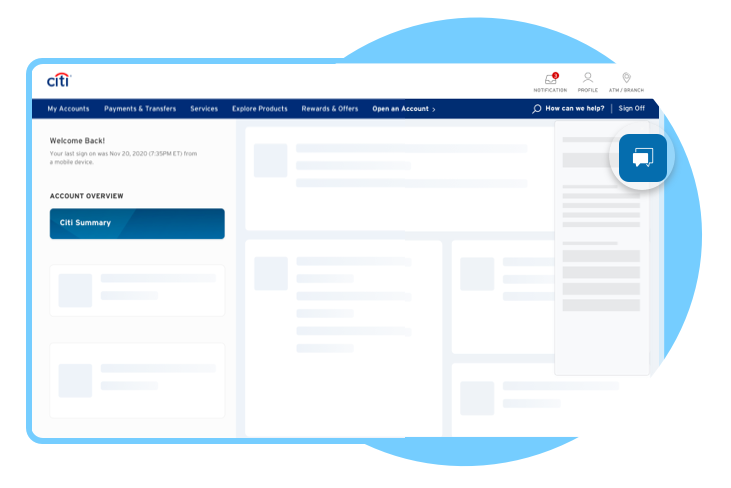 citi
3
NOTIFICATION PROFILE ATM / BRANCH
My Accounts Payments & Transfers Services Explore Products Rewards & Offers Open an Account > How can we help? Sign Off
Welcome Back!
Your last sign on was Nov 20, 2020 (7:35PM ET) from
a mobile device.
ACCOUNT OVERVIEW
Citi Summary